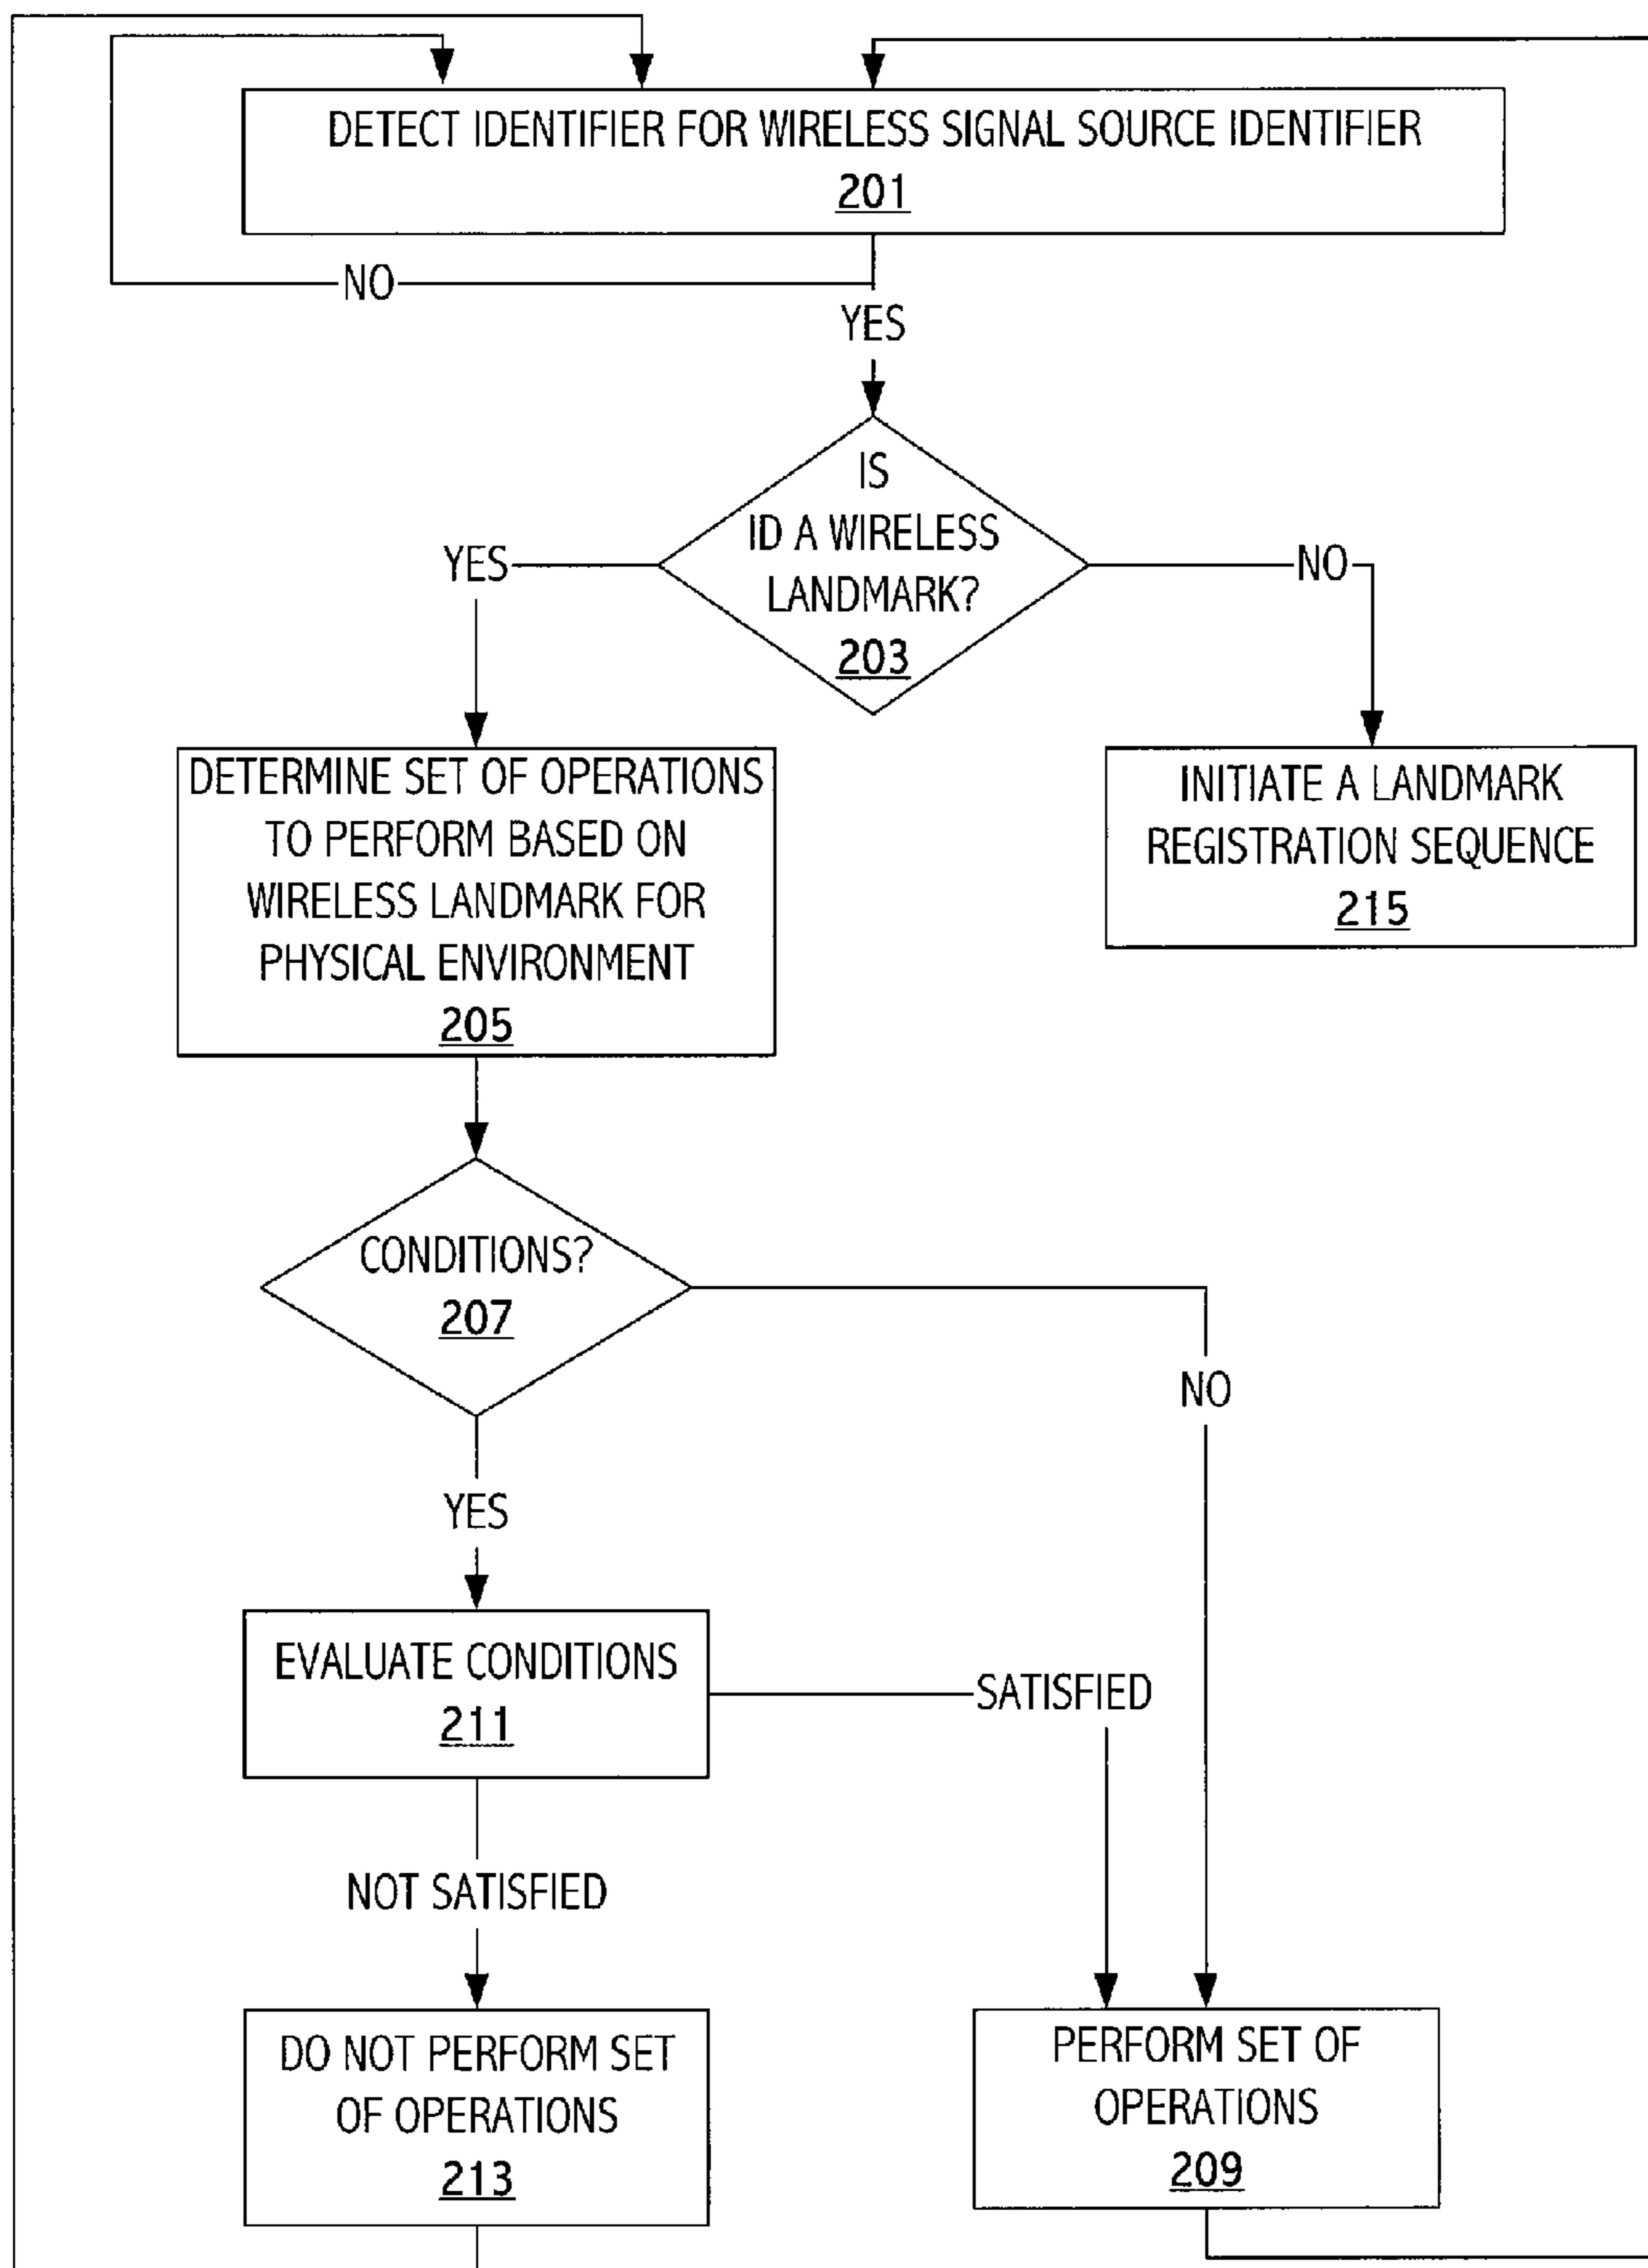 DETECT IDENTIFIER FOR WIRELESS SIGNAL SOURCE IDENTIFIER
201
NO
YES
IS
ID A WIRELESS
LANDMARK?
203
YES
NO
DETERMINE SET OF OPERATIONS
TO PERFORM BASED ON
WIRELESS LANDMARK FOR
PHYSICAL ENVIRONMENT
205
INITIATE A LANDMARK
REGISTRATION SEQUENCE
215
CONDITIONS?
207
NO
YES
EVALUATE CONDITIONS
211
SATISFIED
NOT SATISFIED
DO NOT PERFORM SET
OF OPERATIONS
213
PERFORM SET OF
OPERATIONS
209